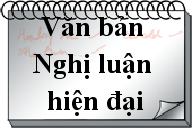 Văn bản
Nghị luận
hiện đại